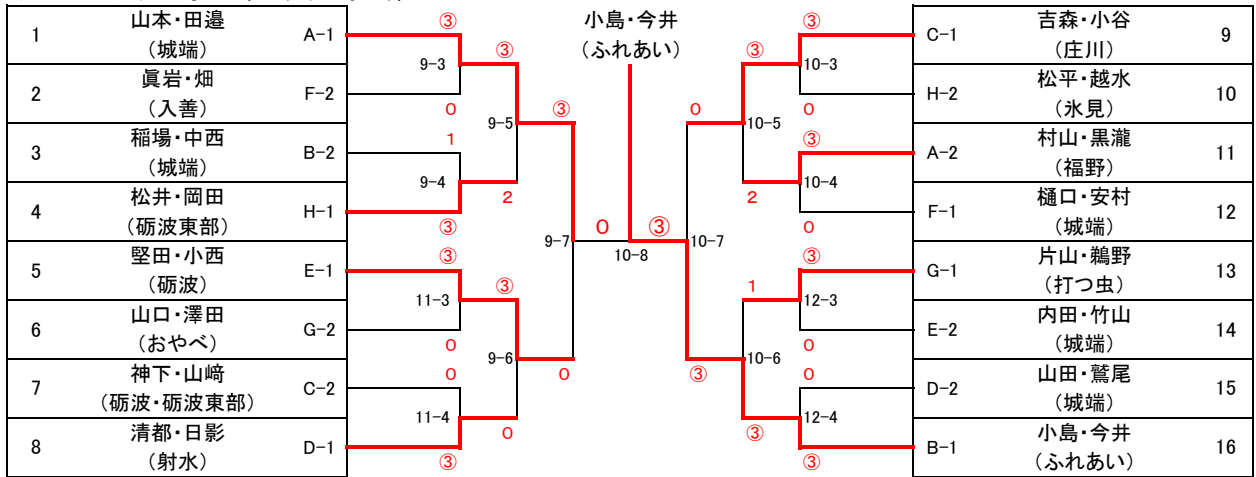 1 山本・田邉 A-1
（城端）
2 眞岩・畑 F-2
（入善）
3 稲場・中西 B-2
（城端）
4 松井・岡田 H-1
（砺波東部）
5 堅田・小西 E-1
（砺波）
6 山口・澤田 G-2
（おやべ）
7 神下・山﨑 C-2
（砺波・砺波東部）
8 清都・日影 D-1
（射水）
③
9-3
0
1
9-4
③
③
11-3
0
0
11-4
③
③
9-5
2
③
9-6
0
③
9-7
0
小島・今井
（ふれあい）
0 ③
10-8
0
10-7
③
③
10-5
2
1
10-6
③
③
10-3
0
③
10-4
0
③
12-3
0
0
12-4
③
C-1 吉森・小谷 9
（庄川）
H-2 松平・越水 10
（氷見）
A-2 村山・黒瀧 11
（福野）
F-1 樋口・安村 12
（城端）
G-1 片山・鵜野 13
（打つ虫）
E-2 内田・竹山 14
（城端）
D-2 山田・鷲尾 15
（城端）
B-1 小島・今井 16
（ふれあい）